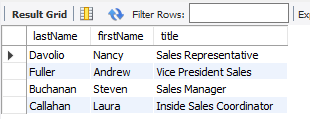 Result Grid Filter Rows: Exp
lastName firstName title
Davolio Nancy Sales Representative
Fuller Andrew Vice President Sales
Buchanan Steven Sales Manager
Callahan Laura Inside Sales Coordinator